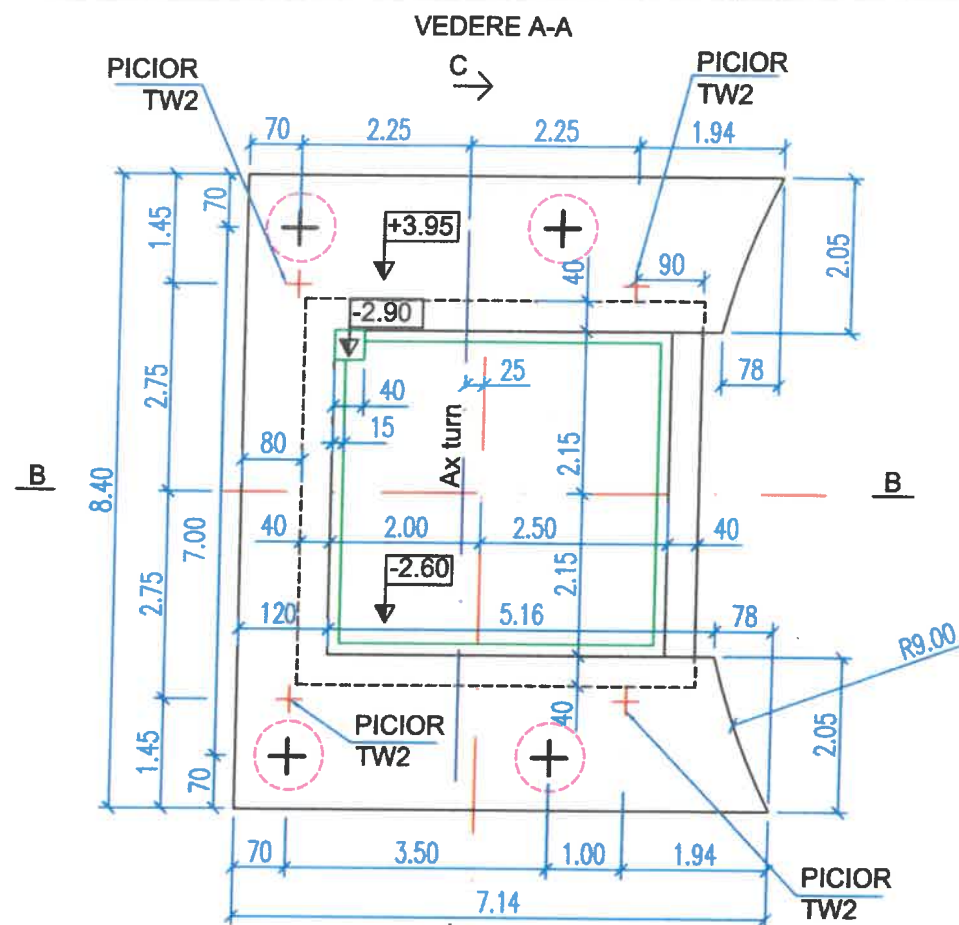 VEDERE A-A
C
PICIOR
TW2
PICIOR
TW2
70
2.25
2.25
1.94
70
1.45
+3.95
40
90
2.05
-2.90
78
25
40
15
2.75
80
Ax turn
2.15
B
B
8.40
7.00
40
2.00
2.50
40
-2.60
2.15
2.75
120
5.16
78
R9.00
40
PICIOR
TW2
2.05
1.45
70
70
3.50
1.00
1.94
PICIOR
TW2
7.14